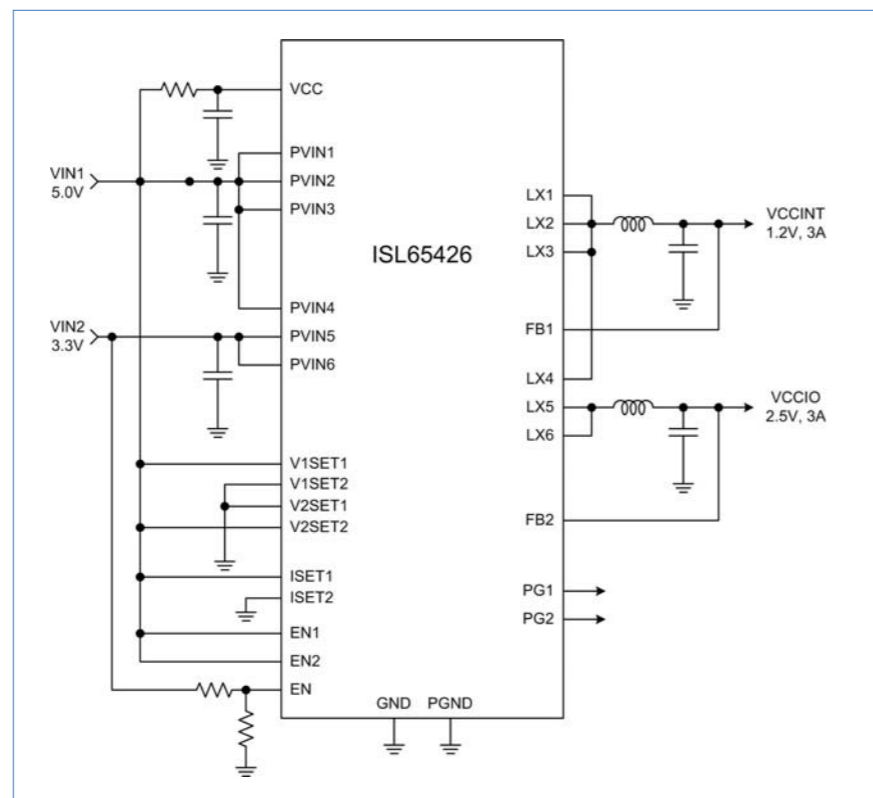 VCC
PVIN1
VIN1
5.0V
PVIN2
PVIN3
LX1
LX2
LX3
VCCINT
1.2V, 3A
ISL65426
PVIN4
VIN2
3.3V
PVIN5
PVIN6
FB1
LX4
LX5
LX6
VCCIO
2.5V, 3A
V1SET1
V1SET2
V2SET1
V2SET2
FB2
ISET1
ISET2
PG1
PG2
EN1
EN2
EN
GND PGND